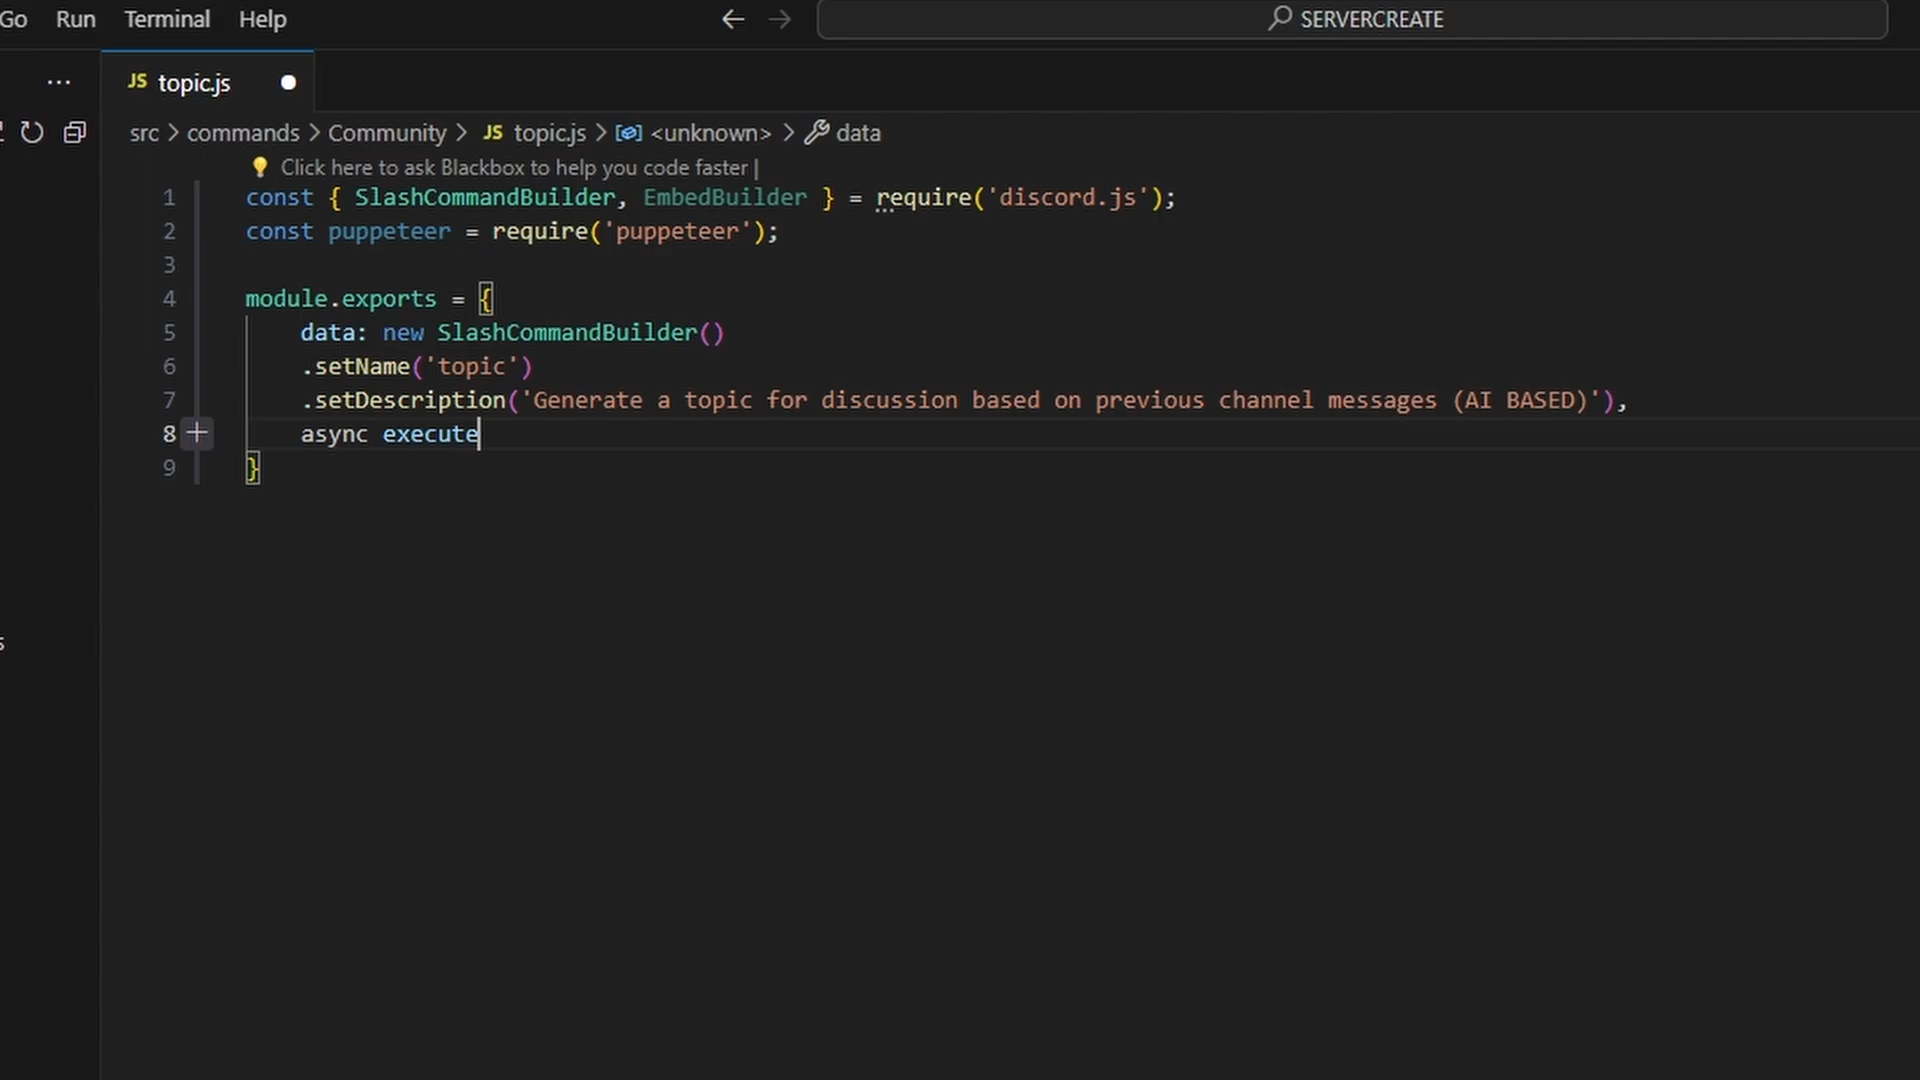 Go Run Terminal Help SERVERCREATE
JS topic.js
src > commands > Community > JS topic.js > <unknown> > data
Click here to ask Blackbox to help you code faster |
1 const { SlashCommandBuilder, EmbedBuilder } = require('discord.js');
2 const puppeteer = require('puppeteer');
3
4 module.exports = {
5 data: new SlashCommandBuilder()
6 .setName('topic')
7 .setDescription('Generate a topic for discussion based on previous channel messages (AI BASED)'),
8 async execute
9 }
s